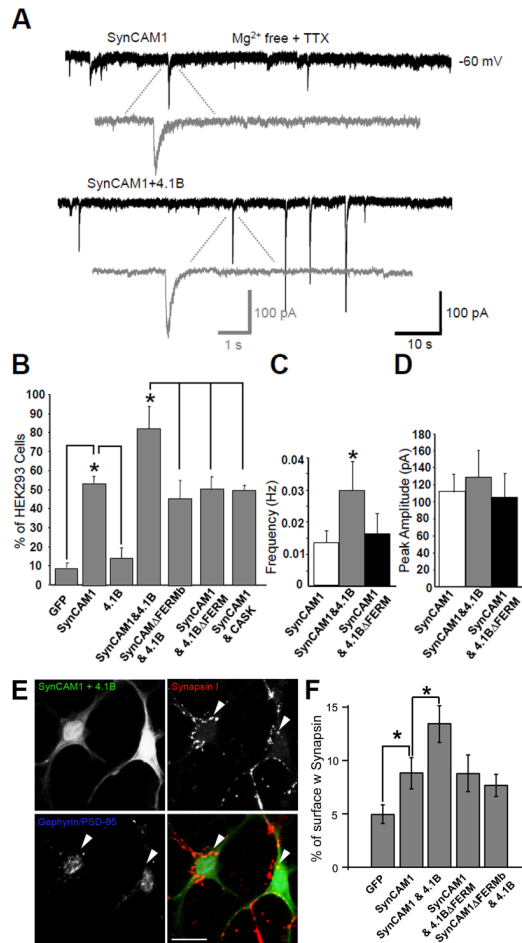 A
SynCAM1
Mg2+ free + TTX
-60 mV
SynCAM1+4.1B
100 pA
1 s
100 pA
10 s
B
% of HEK293 Cells
100
90
80
70
60
50
40
30
20
10
0
*
*
GFP
SynCAM1
4.1B
SynCAM1&4.1B
SynCAMΔFERMb
& 4.1B
SynCAM1
& 4.1BΔFERM
SynCAM1
& CASK
C
Frequency (Hz)
0.04
0.03
0.02
0.01
0
*
SynCAM1
SynCAM1&4.1B
SynCAM1
& 4.1BΔFERM
D
Peak Amplitude (pA)
180
160
140
120
100
80
60
40
20
0
SynCAM1
SynCAM1&4.1B
SynCAM1
& 4.1BΔFERM
E
SynCAM1 + 4.1B
Synapsin I
Gephyrin/PSD-95
F
% of surface w Synapsin
15
10
5
0
*
*
GFP
SynCAM1
SynCAM1 & 4.1B
SynCAM1
& 4.1BΔFERM
SynCAM1ΔFERMb
& 4.1B